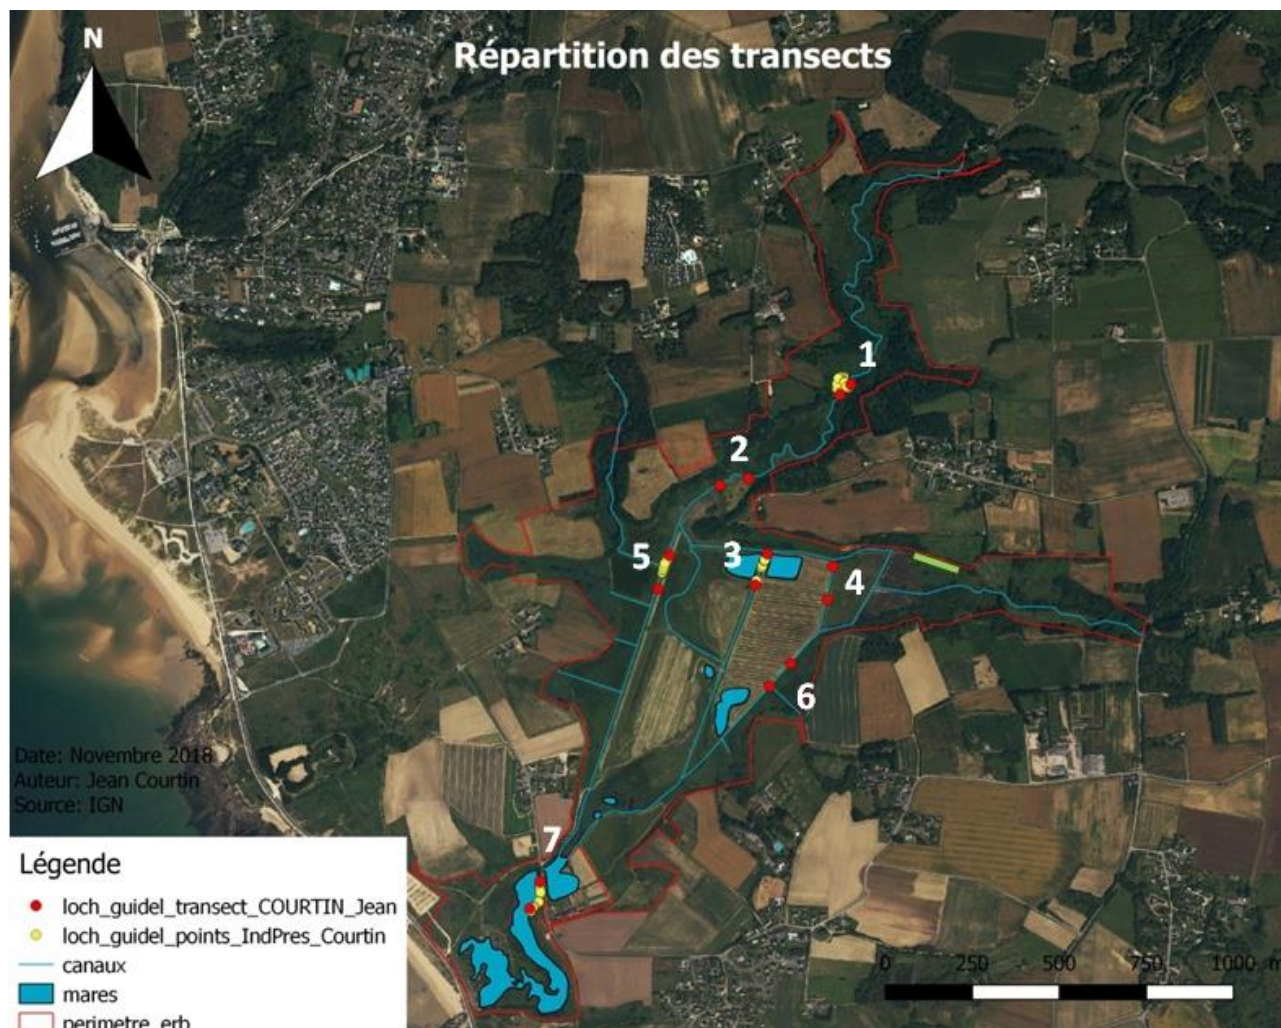 N
Répartition des transects
1
2
5
3
4
6
Date: Novembre 2018
Auteur: Jean Courtin
Source: IGN
7
Légende
loch_guidel_transect_COURTIN_Jean
loch_guidel_points_IndPres_Courtin
canaux
mares
perimetre_erb
0 250 500 750 1000 m